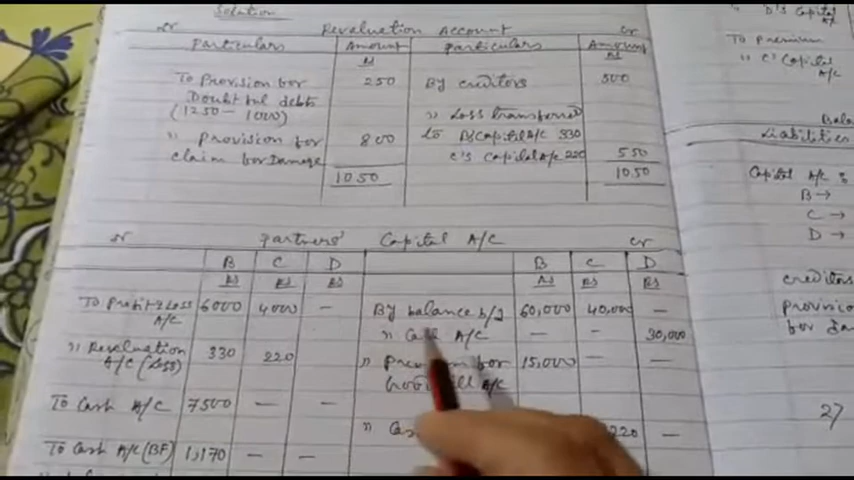 Solution
Dr Revaluation Account Cr
Particulars Amount Particulars Amount
Rs Rs
To Provision for 250 By creditors 500
Doubtful debts
(1250 - 1000) " Loss transferred
" Provision for 800 to B's Capital A/C 330
claim for Damage C's Capital A/C 220 550
1050 1050
Dr Partners' Capital A/C Cr
B C D B C D
Rs Rs Rs Rs Rs Rs
To Profit & Loss 6000 4000 — By balance b/d 60,000 40,000 —
A/C " Cash A/C — — 30,000
" Revaluation 330 220 " Premium for 15,000 — —
A/C (Loss) Goodwill A/C
To Cash A/C 7500 — —
" Cas 220 —
To Cash A/C (BF) 1,170 — —
D's Capital
A/C
To Premium
" C's Capital
A/C
Bala
Liabilities
Capital A/C s
B →
C →
D →
creditors
Provisio
for da
27